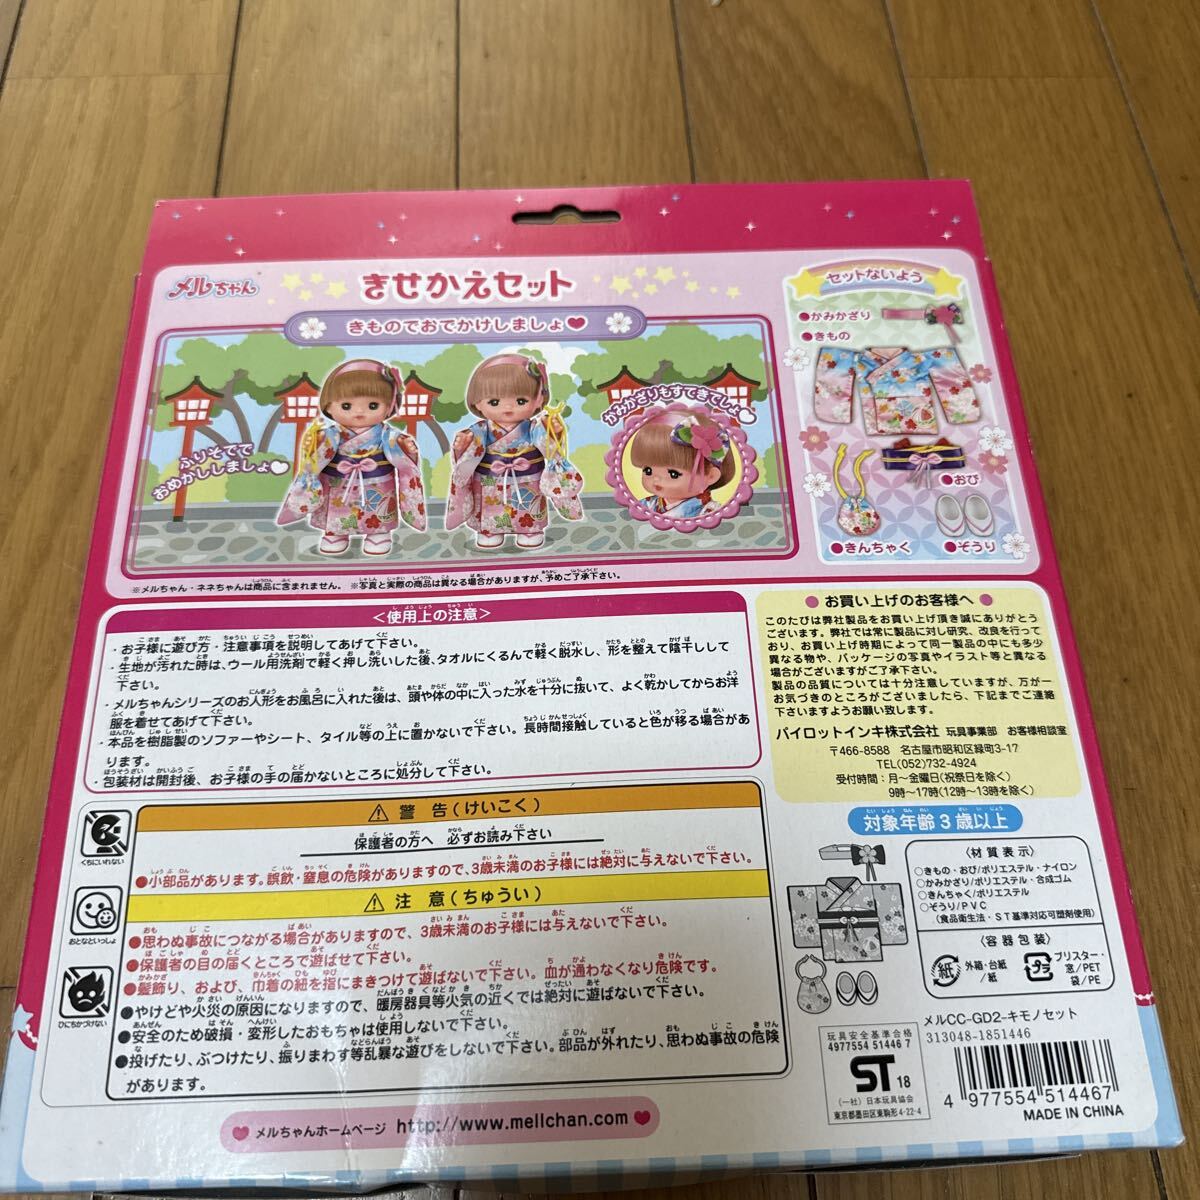 メルちゃん
きせかえセット
きものでおでかけしましょ♥
ふりそでで
おめかししましょ♡
かみかざりもすてきでしょ♥
※メルちゃん・ネネちゃんは商品に含まれません。 ※写真と実際の商品は異なる場合がありますが、予めご了承下さい。
セットないよう
●かみかざり
●きもの
●おび
●きんちゃく
●ぞうり
<使用上の注意>
・お子様に遊び方・注意事項を説明してあげて下さい。
・生地が汚れた時は、ウール用洗剤で軽く押し洗いした後、タオルにくるんで軽く脱水し、形を整えて陰干しして
下さい。
・メルちゃんシリーズのお人形をお風呂に入れた後は、頭や体の中に入った水を十分に抜いて、よく乾かしてからお洋
服を着せてあげて下さい。
・本品を樹脂製のソファーやシート、タイル等の上に置かないで下さい。長時間接触していると色が移る場合があ
ります。
・包装材は開封後、お子様の手の届かないところに処分して下さい。
● お買い上げのお客様へ ●
このたびは弊社製品をお買い上げ頂き誠にありがとう
ございます。弊社では常に製品に対し研究、改良を行って
おり、お買い上げ時期によって同一製品の中にも多少
異なる物や、パッケージの写真やイラスト等と異なる
場合がございますがご了承下さい。
製品の品質については十分注意していますが、万が一
お気づきのところがございましたら、下記までご連絡
下さいますようお願い致します。
パイロットインキ株式会社 玩具事業部 お客様相談室
〒466-8588 名古屋市昭和区緑町3-17
TEL(052)732-4924
受付時間：月〜金曜日(祝祭日を除く)
9時〜17時(12時〜13時を除く)
対象年齢3歳以上
くちにいれない
おとなといっしょ
ひにちかづけない
⚠ 警 告(けいこく)
保護者の方へ 必ずお読み下さい
●小部品があります。誤飲・窒息の危険がありますので、3歳未満のお子様には絶対に与えないで下さい。
⚠ 注 意(ちゅうい)
●思わぬ事故につながる場合がありますので、3歳未満のお子様には与えないで下さい。
●保護者の目の届くところで遊ばせて下さい。
●髪飾り、および、巾着の紐を指にまきつけて遊ばないで下さい。血が通わなくなり危険です。
●やけどや火災の原因になりますので、暖房器具等火気の近くでは絶対に遊ばないで下さい。
●安全のため破損・変形したおもちゃは使用しないで下さい。
●投げたり、ぶつけたり、振りまわす等乱暴な遊びをしないで下さい。部品が外れたり、思わぬ事故の危険
があります。
〈材質表示〉
○きもの・おび/ポリエステル・ナイロン
○かみかざり/ポリエステル・合成ゴム
○きんちゃく/ポリエステル
○ぞうり/PVC
(食品衛生法・ST基準対応可塑剤使用)
〈容器包装〉
紙
外箱・台紙
紙
プラ
ブリスター・
窓/PET
袋/PE
玩具安全基準合格
4977554 51446 7
ST 18
(一社)日本玩具協会
東京都墨田区東駒形4-22-4
メルCC-GD2-キモノセット
313048-1851446
4 977554 514467
MADE IN CHINA
♥ メルちゃんホームページ http://www.mellchan.com ♥